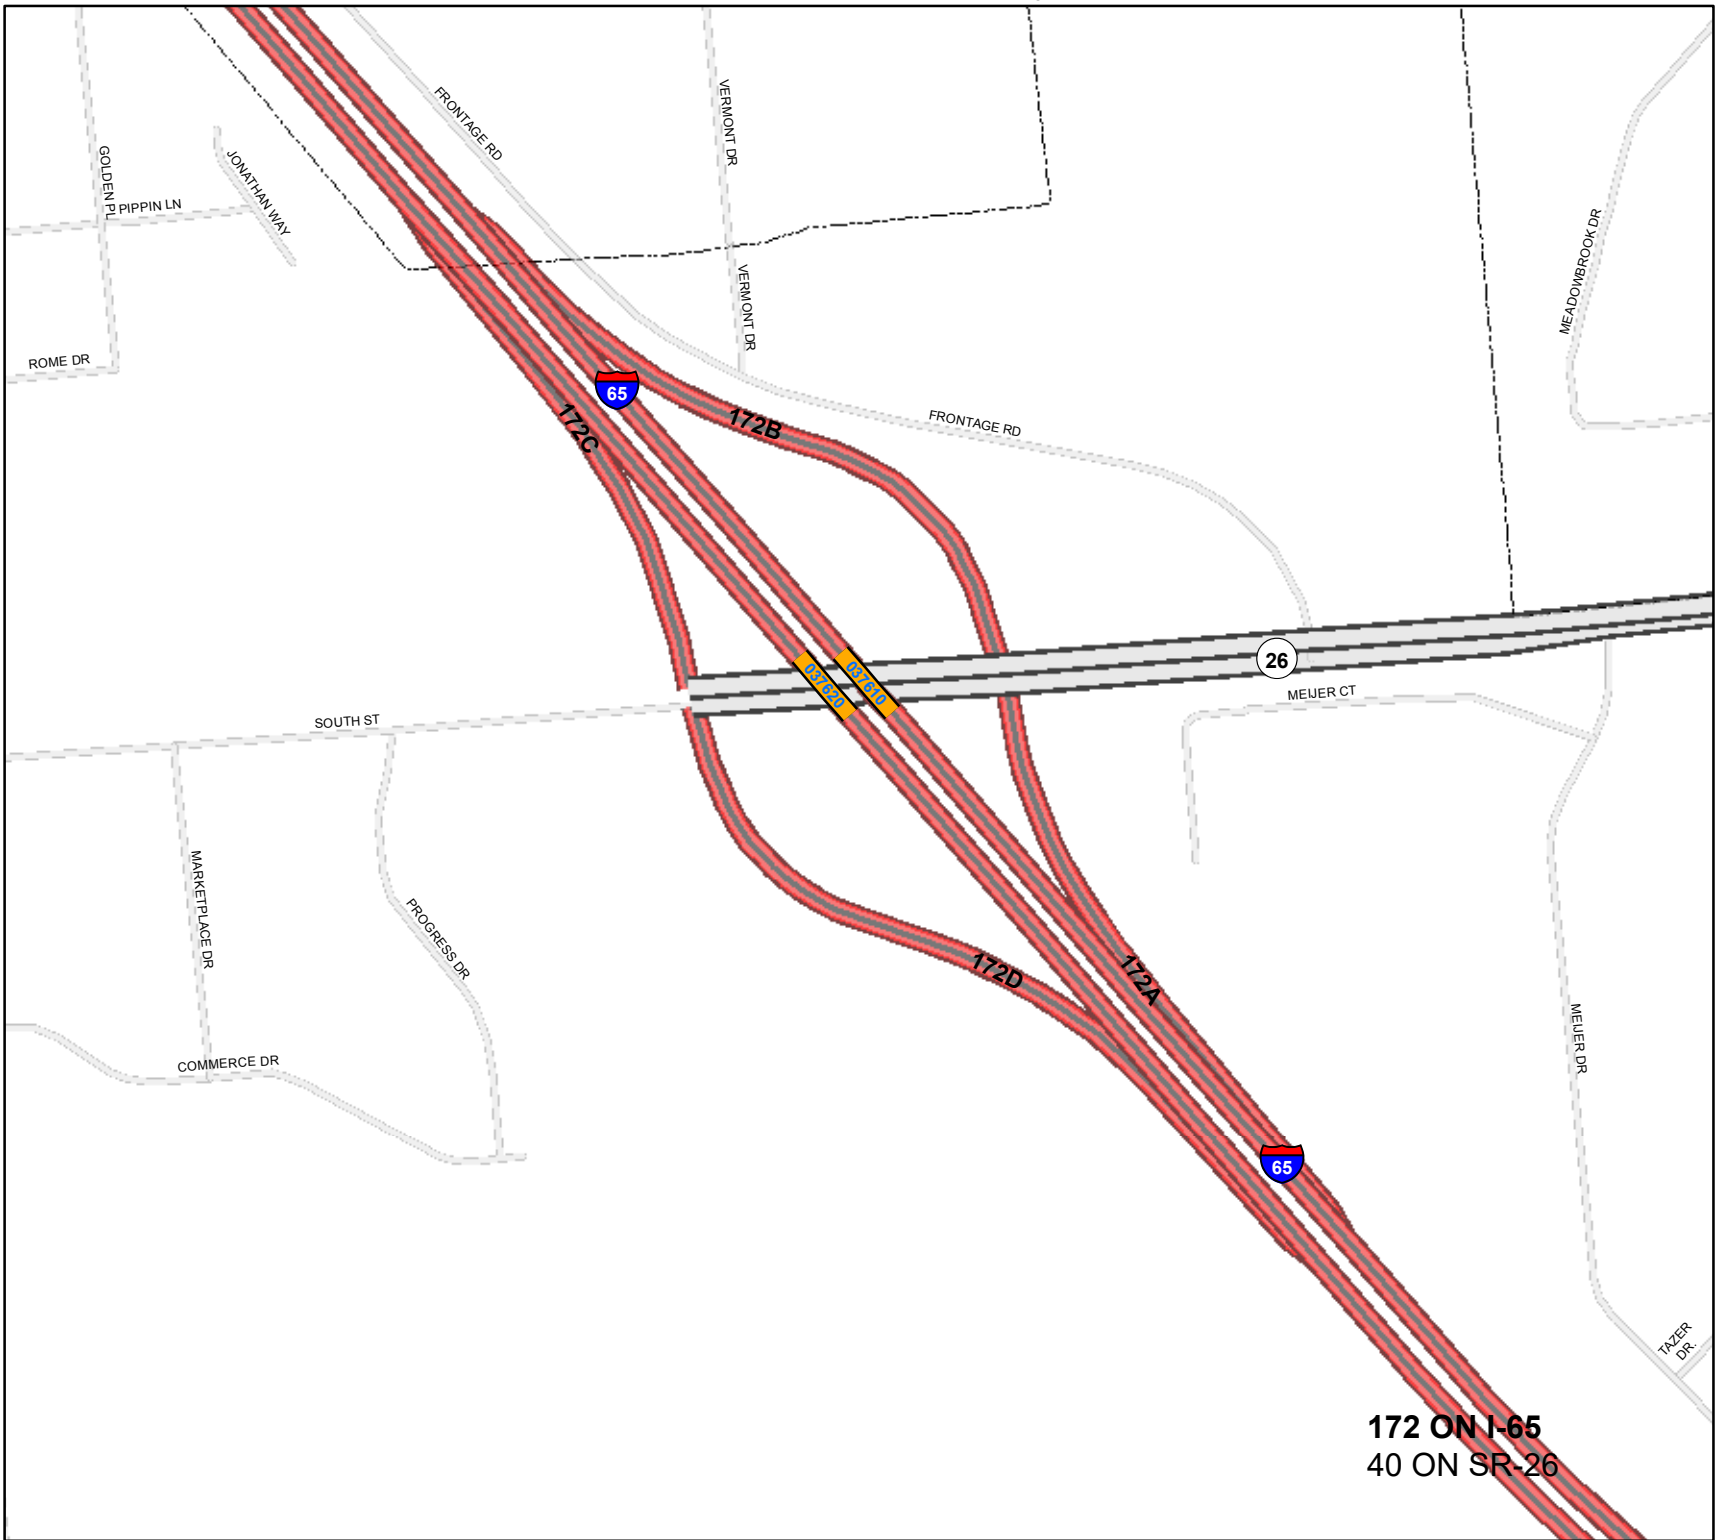 FRONTAGE RD
VERMONT DR
GOLDEN PL
JONATHAN WAY
PIPPIN LN
MEADOWBROOK DR
VERMONT DR
ROME DR
65
172C
172B
FRONTAGE RD
26
037620
037610
MEIJER CT
SOUTH ST
MARKETPLACE DR
PROGRESS DR
172D
172A
COMMERCE DR
MEIJER DR
65
TAZER
DR.
172 ON I-65
40 ON SR-26